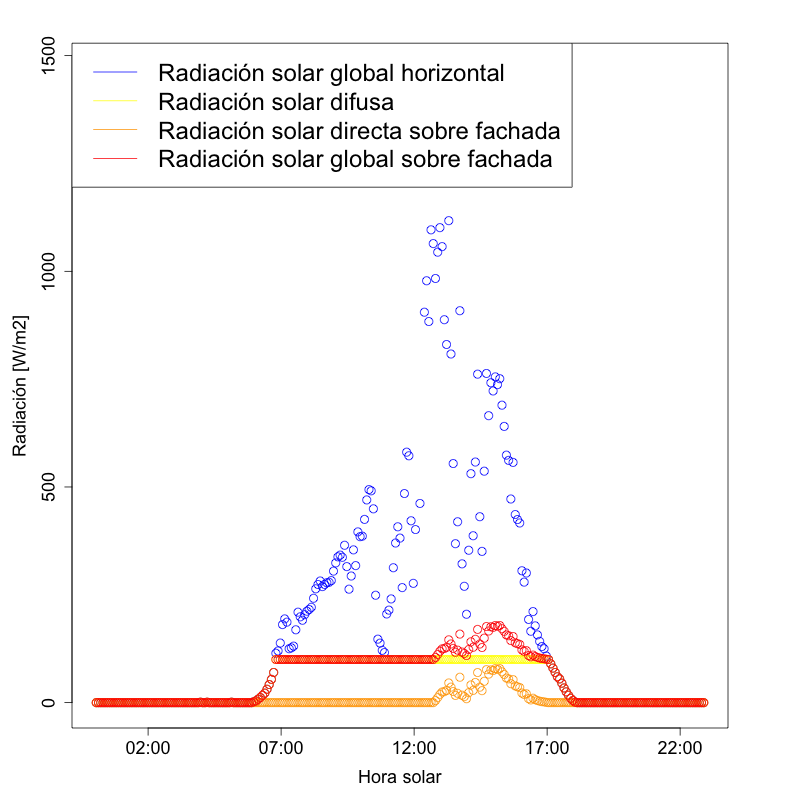 Radiación solar global horizontal
Radiación solar difusa
Radiación solar directa sobre fachada
Radiación solar global sobre fachada
Radiación [W/m2]
1500
1000
500
0
02:00 07:00 12:00 17:00 22:00
Hora solar